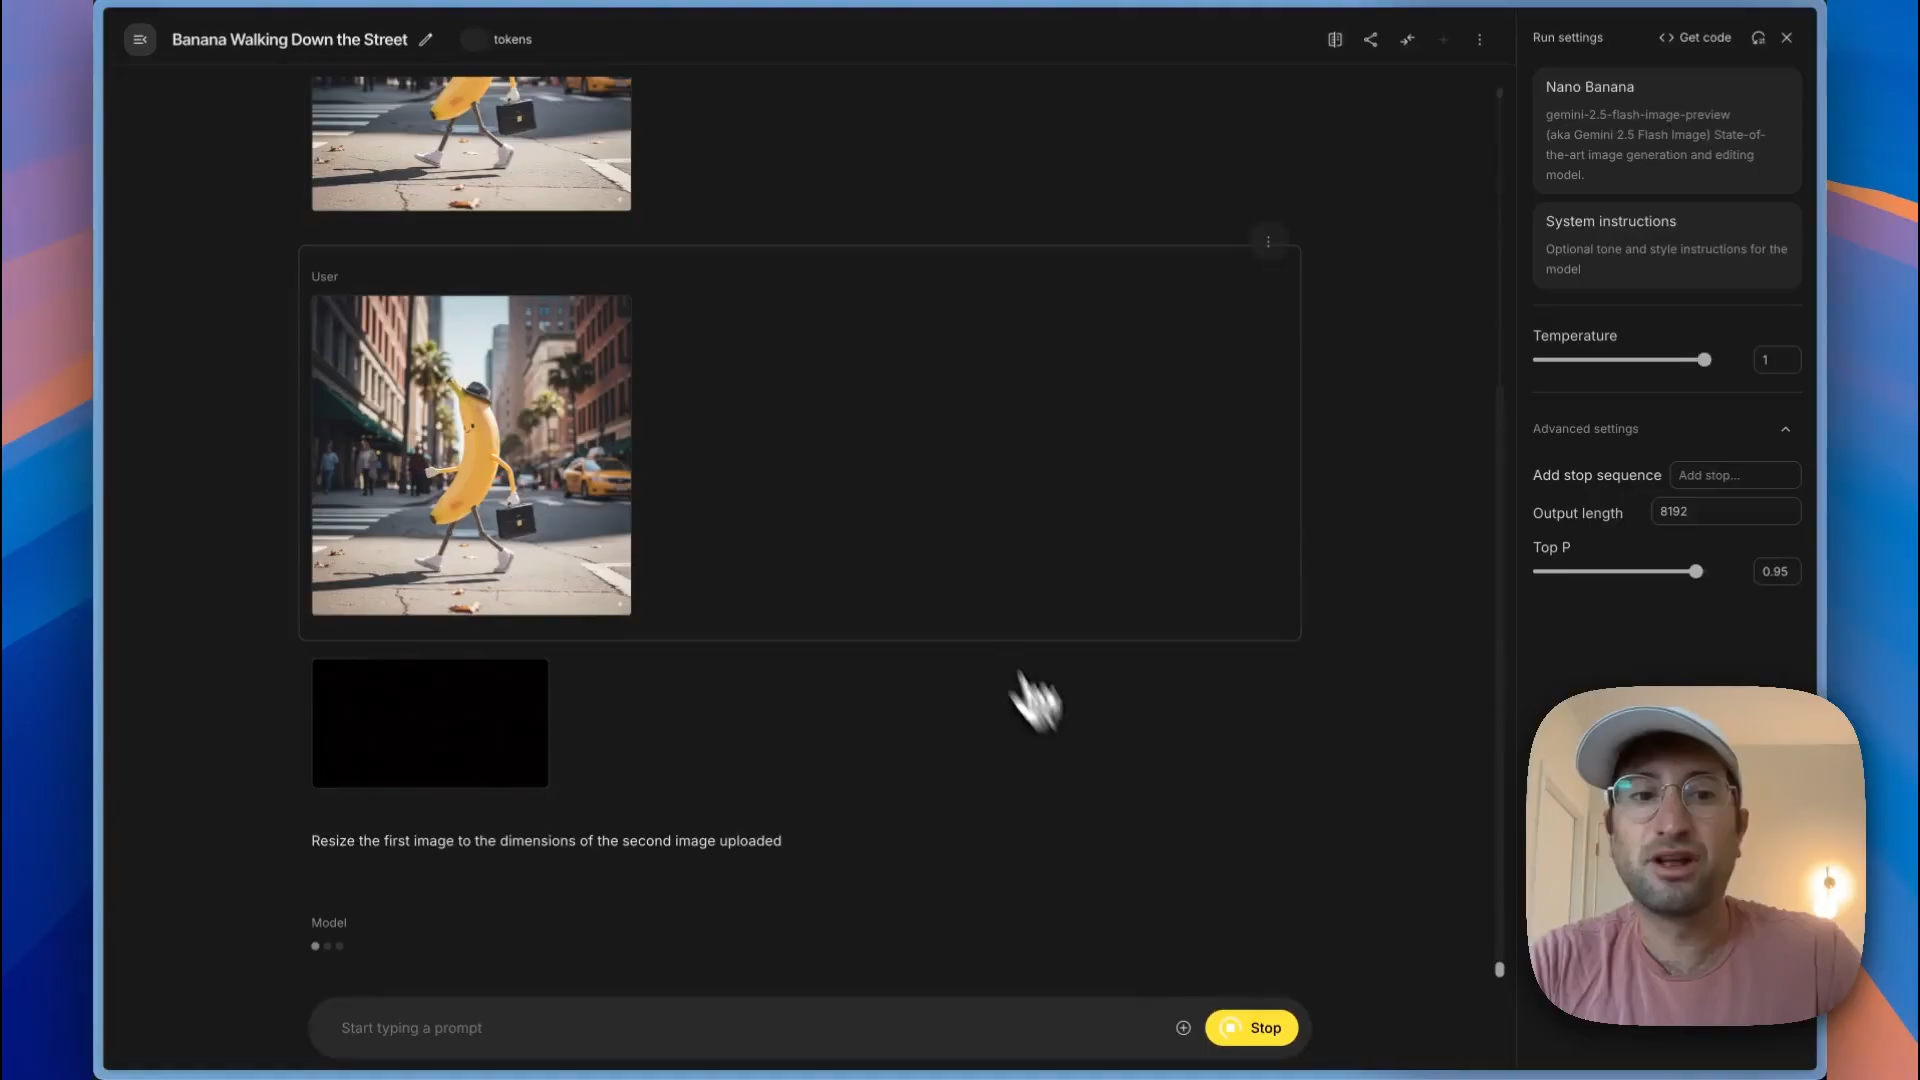 Banana Walking Down the Street
tokens
Run settings
Get code
Nano Banana
gemini-2.5-flash-image-preview
(aka Gemini 2.5 Flash Image) State-of-
the-art image generation and editing
model.
System instructions
Optional tone and style instructions for the
model
User
Temperature
1
Advanced settings
Add stop sequence
Add stop...
Output length
8192
Top P
0.95
Resize the first image to the dimensions of the second image uploaded
Model
Start typing a prompt
Stop